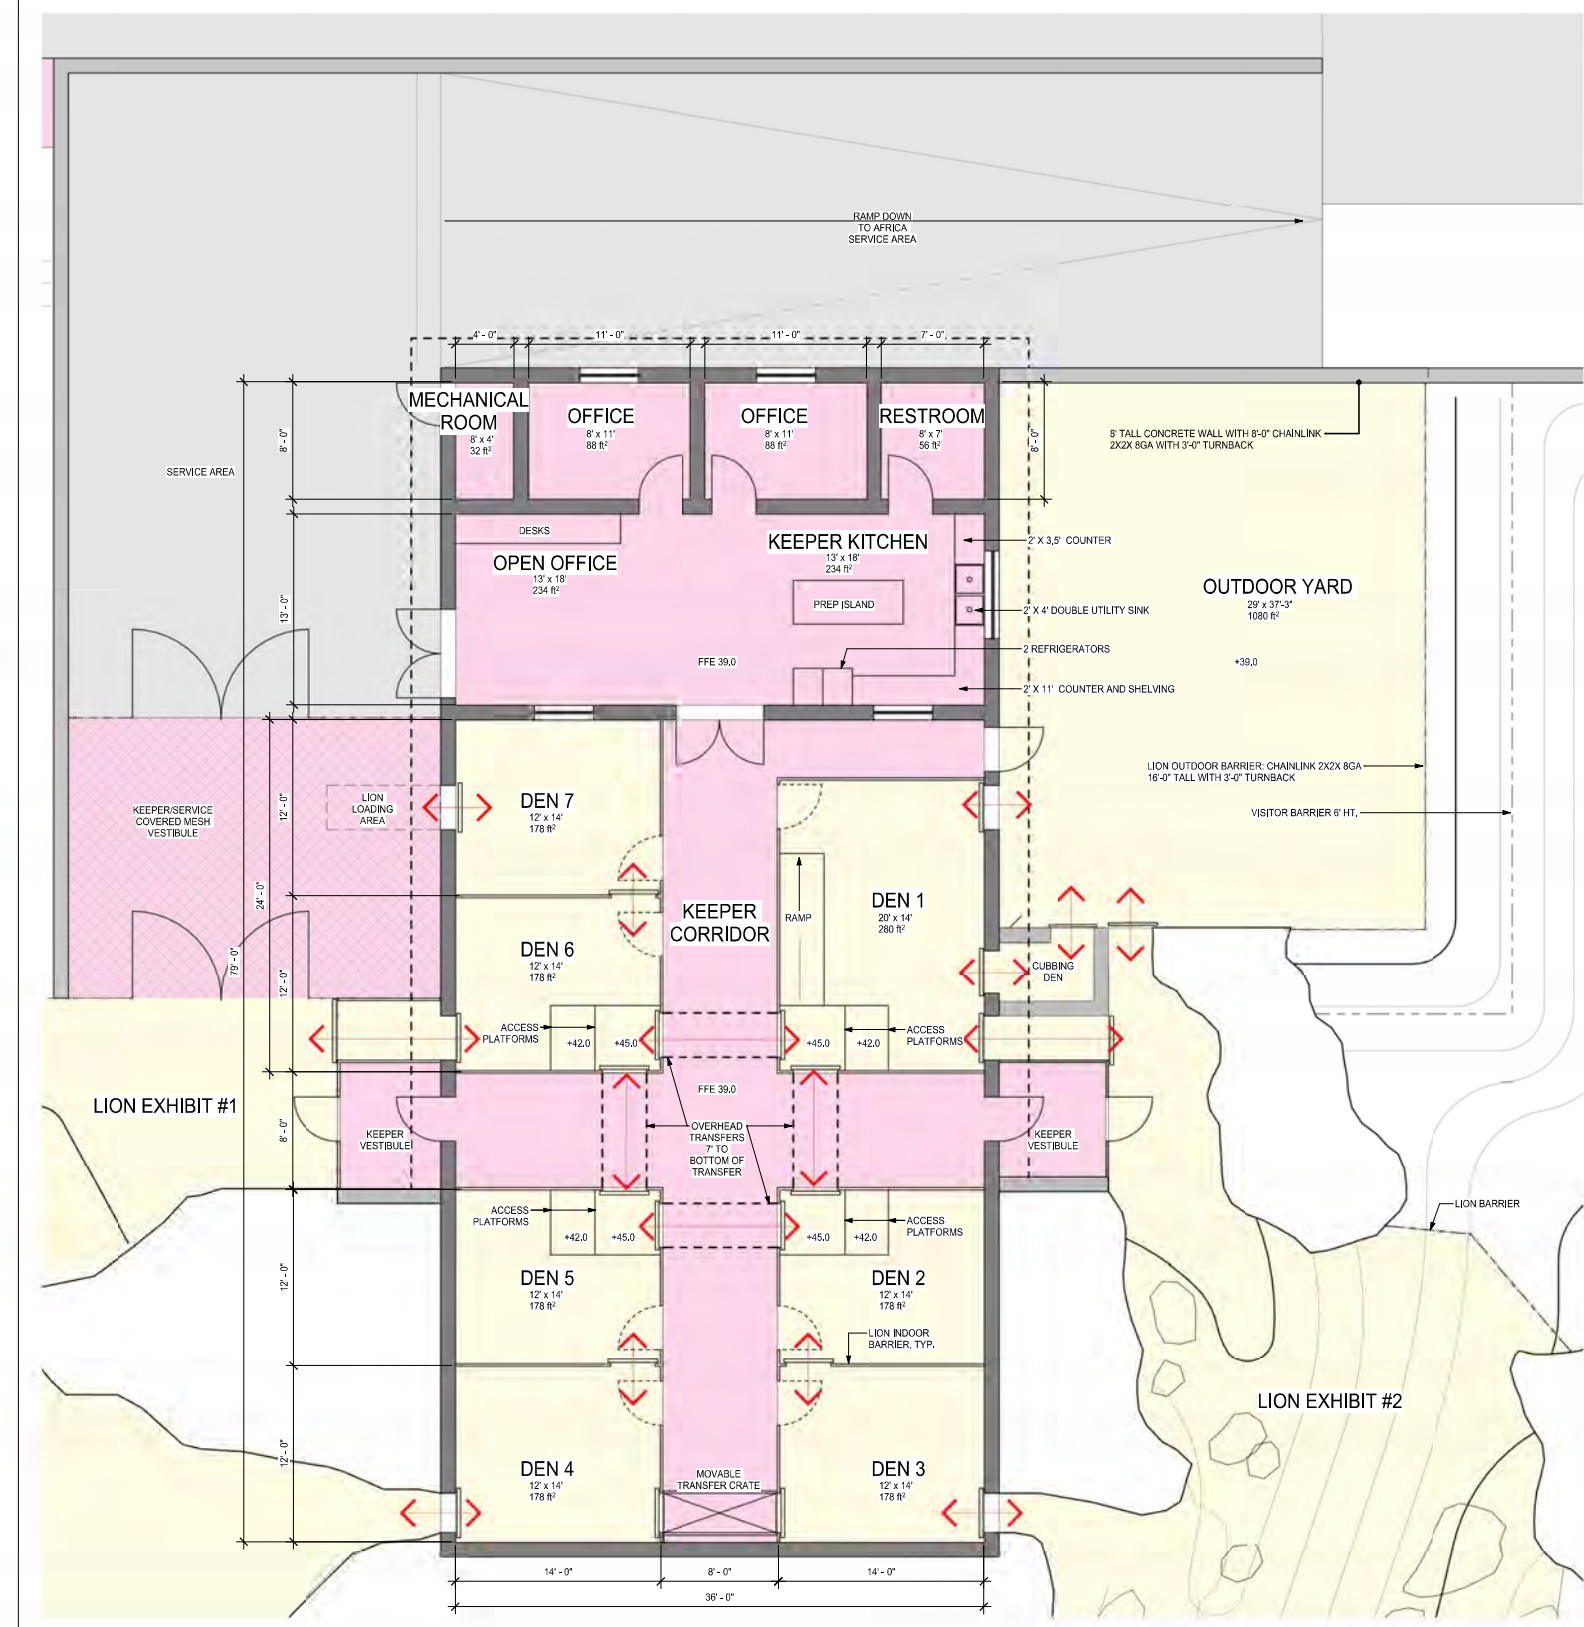 RAMP DOWN
TO AFRICA
SERVICE AREA
4' - 0"
11' - 0"
11' - 0"
7' - 0"
MECHANICAL
ROOM
8' x 4'
32 ft²
OFFICE
8' x 11'
88 ft²
OFFICE
8' x 11'
88 ft²
RESTROOM
8' x 7'
56 ft²
8' - 0"
8' - 0"
8' TALL CONCRETE WALL WITH 8'-0" CHAINLINK
2X2X 8GA WITH 3'-0" TURNBACK
SERVICE AREA
DESKS
OPEN OFFICE
13' x 18'
234 ft²
KEEPER KITCHEN
13' x 18'
234 ft²
PREP ISLAND
2' X 3,5' COUNTER
2' X 4' DOUBLE UTILITY SINK
2 REFRIGERATORS
2' X 11' COUNTER AND SHELVING
FFE 39.0
13' - 0"
OUTDOOR YARD
29' x 37'-3"
1080 ft²
+39.0
LION OUTDOOR BARRIER: CHAINLINK 2X2X 8GA
16'-0" TALL WITH 3'-0" TURNBACK
VISITOR BARRIER 6' HT.
KEEPER/SERVICE
COVERED MESH
VESTIBULE
LION
LOADING
AREA
12' - 0"
DEN 7
12' x 14'
178 ft²
24' - 0"
79' - 0"
KEEPER
CORRIDOR
RAMP
DEN 1
20' x 14'
280 ft²
DEN 6
12' x 14'
178 ft²
12' - 0"
CUBBING
DEN
ACCESS
PLATFORMS
+42.0
+45.0
+45.0
+42.0
ACCESS
PLATFORMS
LION EXHIBIT #1
FFE 39.0
8' - 0"
KEEPER
VESTIBULE
OVERHEAD
TRANSFERS
7' TO
BOTTOM OF
TRANSFER
KEEPER
VESTIBULE
LION BARRIER
ACCESS
PLATFORMS
+42.0
+45.0
+45.0
+42.0
ACCESS
PLATFORMS
12' - 0"
DEN 5
12' x 14'
178 ft²
DEN 2
12' x 14'
178 ft²
LION INDOOR
BARRIER, TYP.
LION EXHIBIT #2
12' - 0"
DEN 4
12' x 14'
178 ft²
MOVABLE
TRANSFER CRATE
DEN 3
12' x 14'
178 ft²
14' - 0"
8' - 0"
14' - 0"
36' - 0"